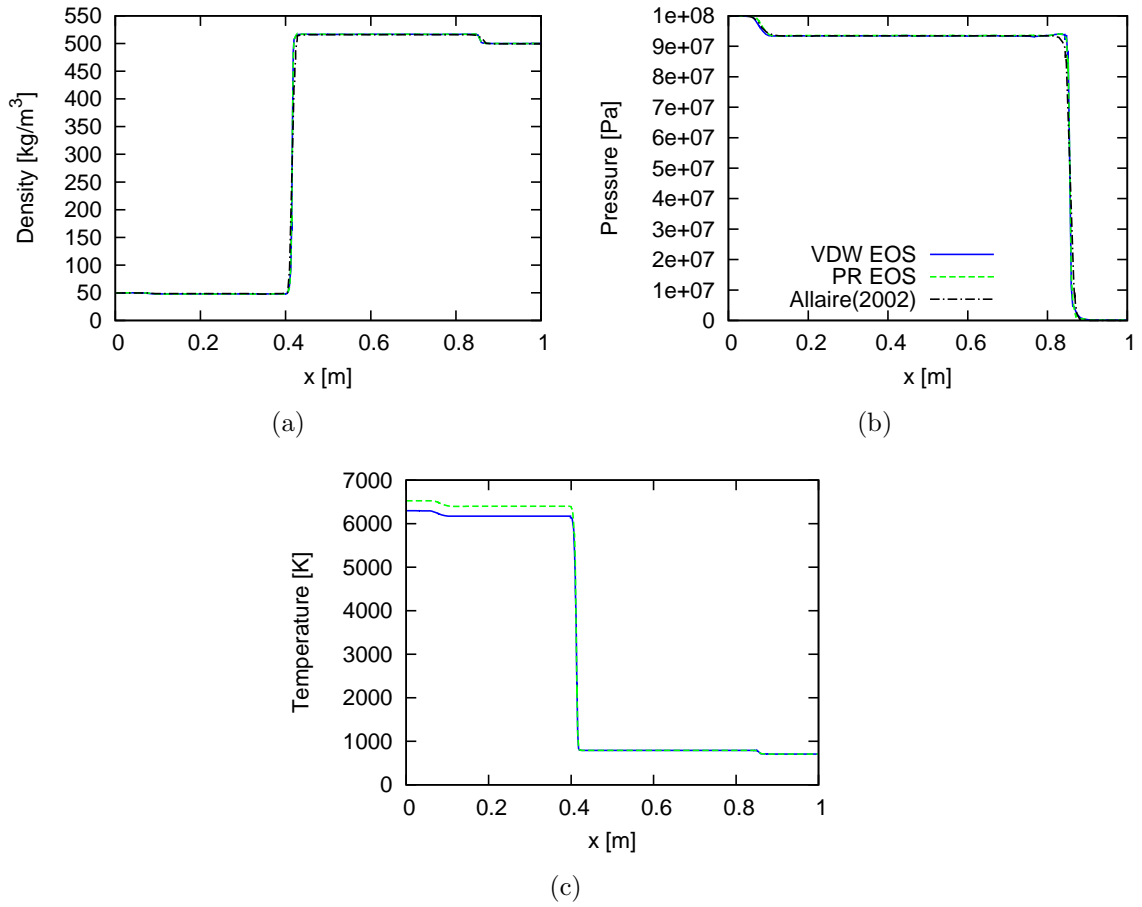 550
500
450
400
350
300
250
200
150
100
50
0
Density [kg/m³]
0 0.2 0.4 0.6 0.8 1
x [m]
(a)
1e+08
9e+07
8e+07
7e+07
6e+07
5e+07
4e+07
3e+07
2e+07
1e+07
0
Pressure [Pa]
VDW EOS
PR EOS
Allaire(2002)
0 0.2 0.4 0.6 0.8 1
x [m]
(b)
7000
6000
5000
4000
3000
2000
1000
0
Temperature [K]
0 0.2 0.4 0.6 0.8 1
x [m]
(c)